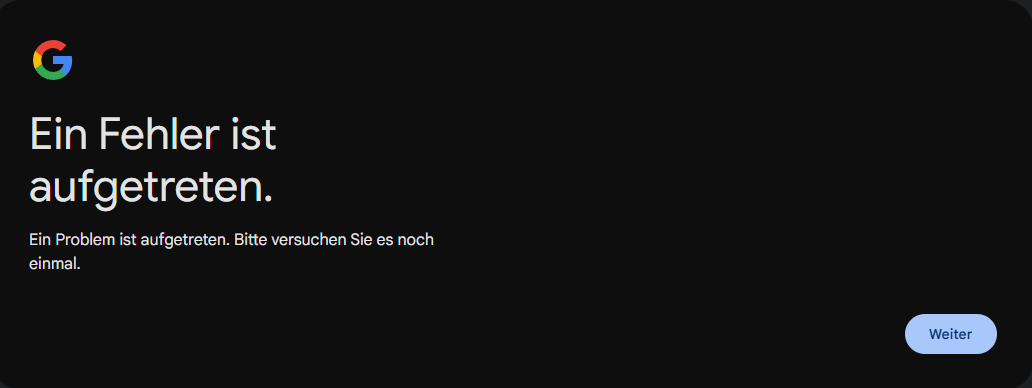 Ein Fehler ist
aufgetreten.
Ein Problem ist aufgetreten. Bitte versuchen Sie es noch
einmal.
Weiter